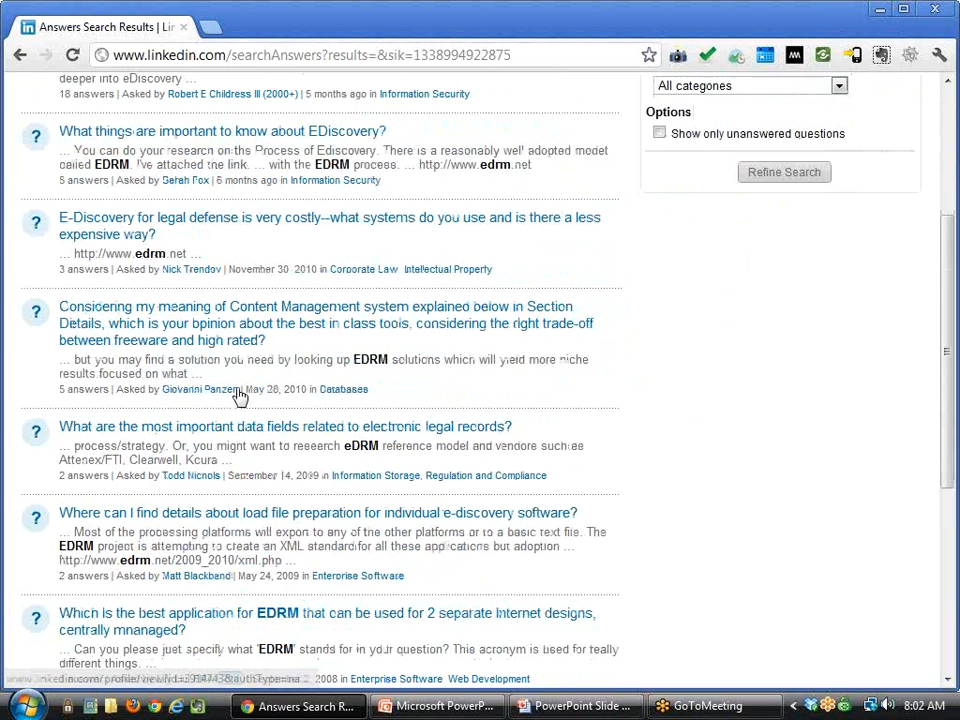 Answers Search Results | Lir
www.linkedin.com/searchAnswers?results=&sik=1338994922875
deeper into eDiscovery ...
18 answers | Asked by Robert E Childress III (2000+) | 5 months ago in Information Security
All categories
Options
Show only unanswered questions
Refine Search
What things are important to know about EDiscovery?
... You can do your research on the Process of Ediscovery. There is a reasonably well adopted model
called EDRM. I've attached the link. ... with the EDRM process. ... http://www.edrm.net
5 answers | Asked by Sarah Fox | 6 months ago in Information Security
E-Discovery for legal defense is very costly--what systems do you use and is there a less
expensive way?
... http://www.edrm.net ...
3 answers | Asked by Nick Trendov | November 30, 2010 in Corporate Law, Intellectual Property
Considering my meaning of Content Management system explained below in Section
Details, which is your opinion about the best in class tools, considering the right trade-off
between freeware and high rated?
... but you may find a solution you need by looking up EDRM solutions which will yield more niche
results focused on what ...
5 answers | Asked by Giovanni Panzeri | May 28, 2010 in Databases
What are the most important data fields related to electronic legal records?
... process/strategy. Or, you might want to research eDRM reference model and vendors such as
Attenex/FTI, Clearwell, Kcura ...
2 answers | Asked by Todd Nichols | September 14, 2009 in Information Storage, Regulation and Compliance
Where can I find details about load file preparation for individual e-discovery software?
... Most of the processing platforms will export to any of the other platforms or to a basic text file. The
EDRM project is attempting to create an XML standard for all these applications but adoption ...
http://www.edrm.net/2009_2010/xml.php ...
2 answers | Asked by Matt Blackband | May 24, 2009 in Enterprise Software
Which is the best application for EDRM that can be used for 2 separate Internet designs,
centrally mnanaged?
... Can you please just specify what 'EDRM' stands for in your question? This acronym is used for really
different things. ...
2008 in Enterprise Software, Web Development
Answers Search R...
Microsoft PowerP...
PowerPoint Slide ...
GoToMeeting
8:02 AM